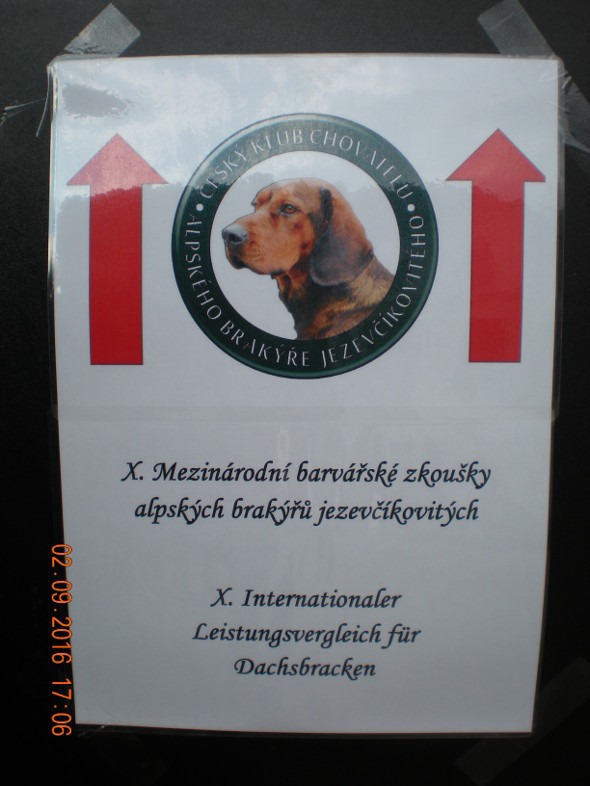 • ČESKÝ KLUB CHOVATELŮ •
ALPSKÉHO BRAKÝŘE JEZEVČÍKOVITÉHO
X. Mezinárodní barvářské zkoušky
alpských brakýřů jezevčíkovitých
X. Internationaler
Leistungsvergleich für
Dachsbracken
02.09.2016 17:06